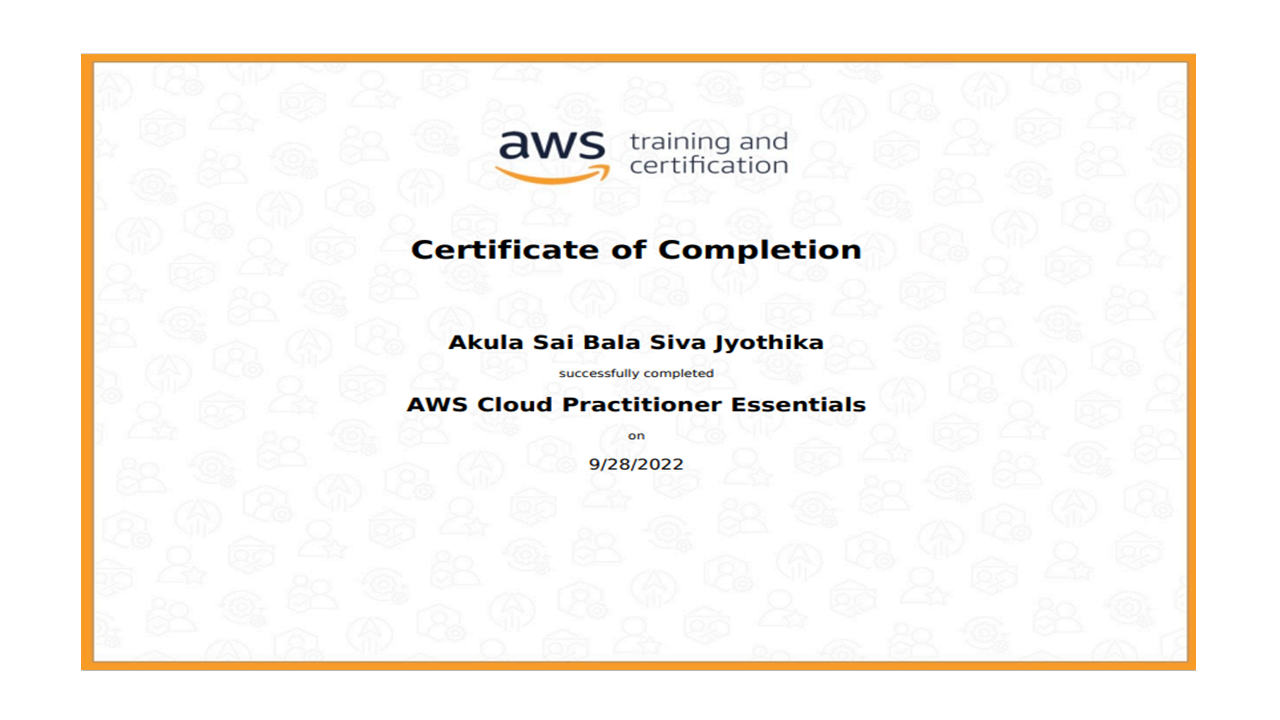 aws training and
certification
Certificate of Completion
Akula Sai Bala Siva Jyothika
successfully completed
AWS Cloud Practitioner Essentials
on
9/28/2022